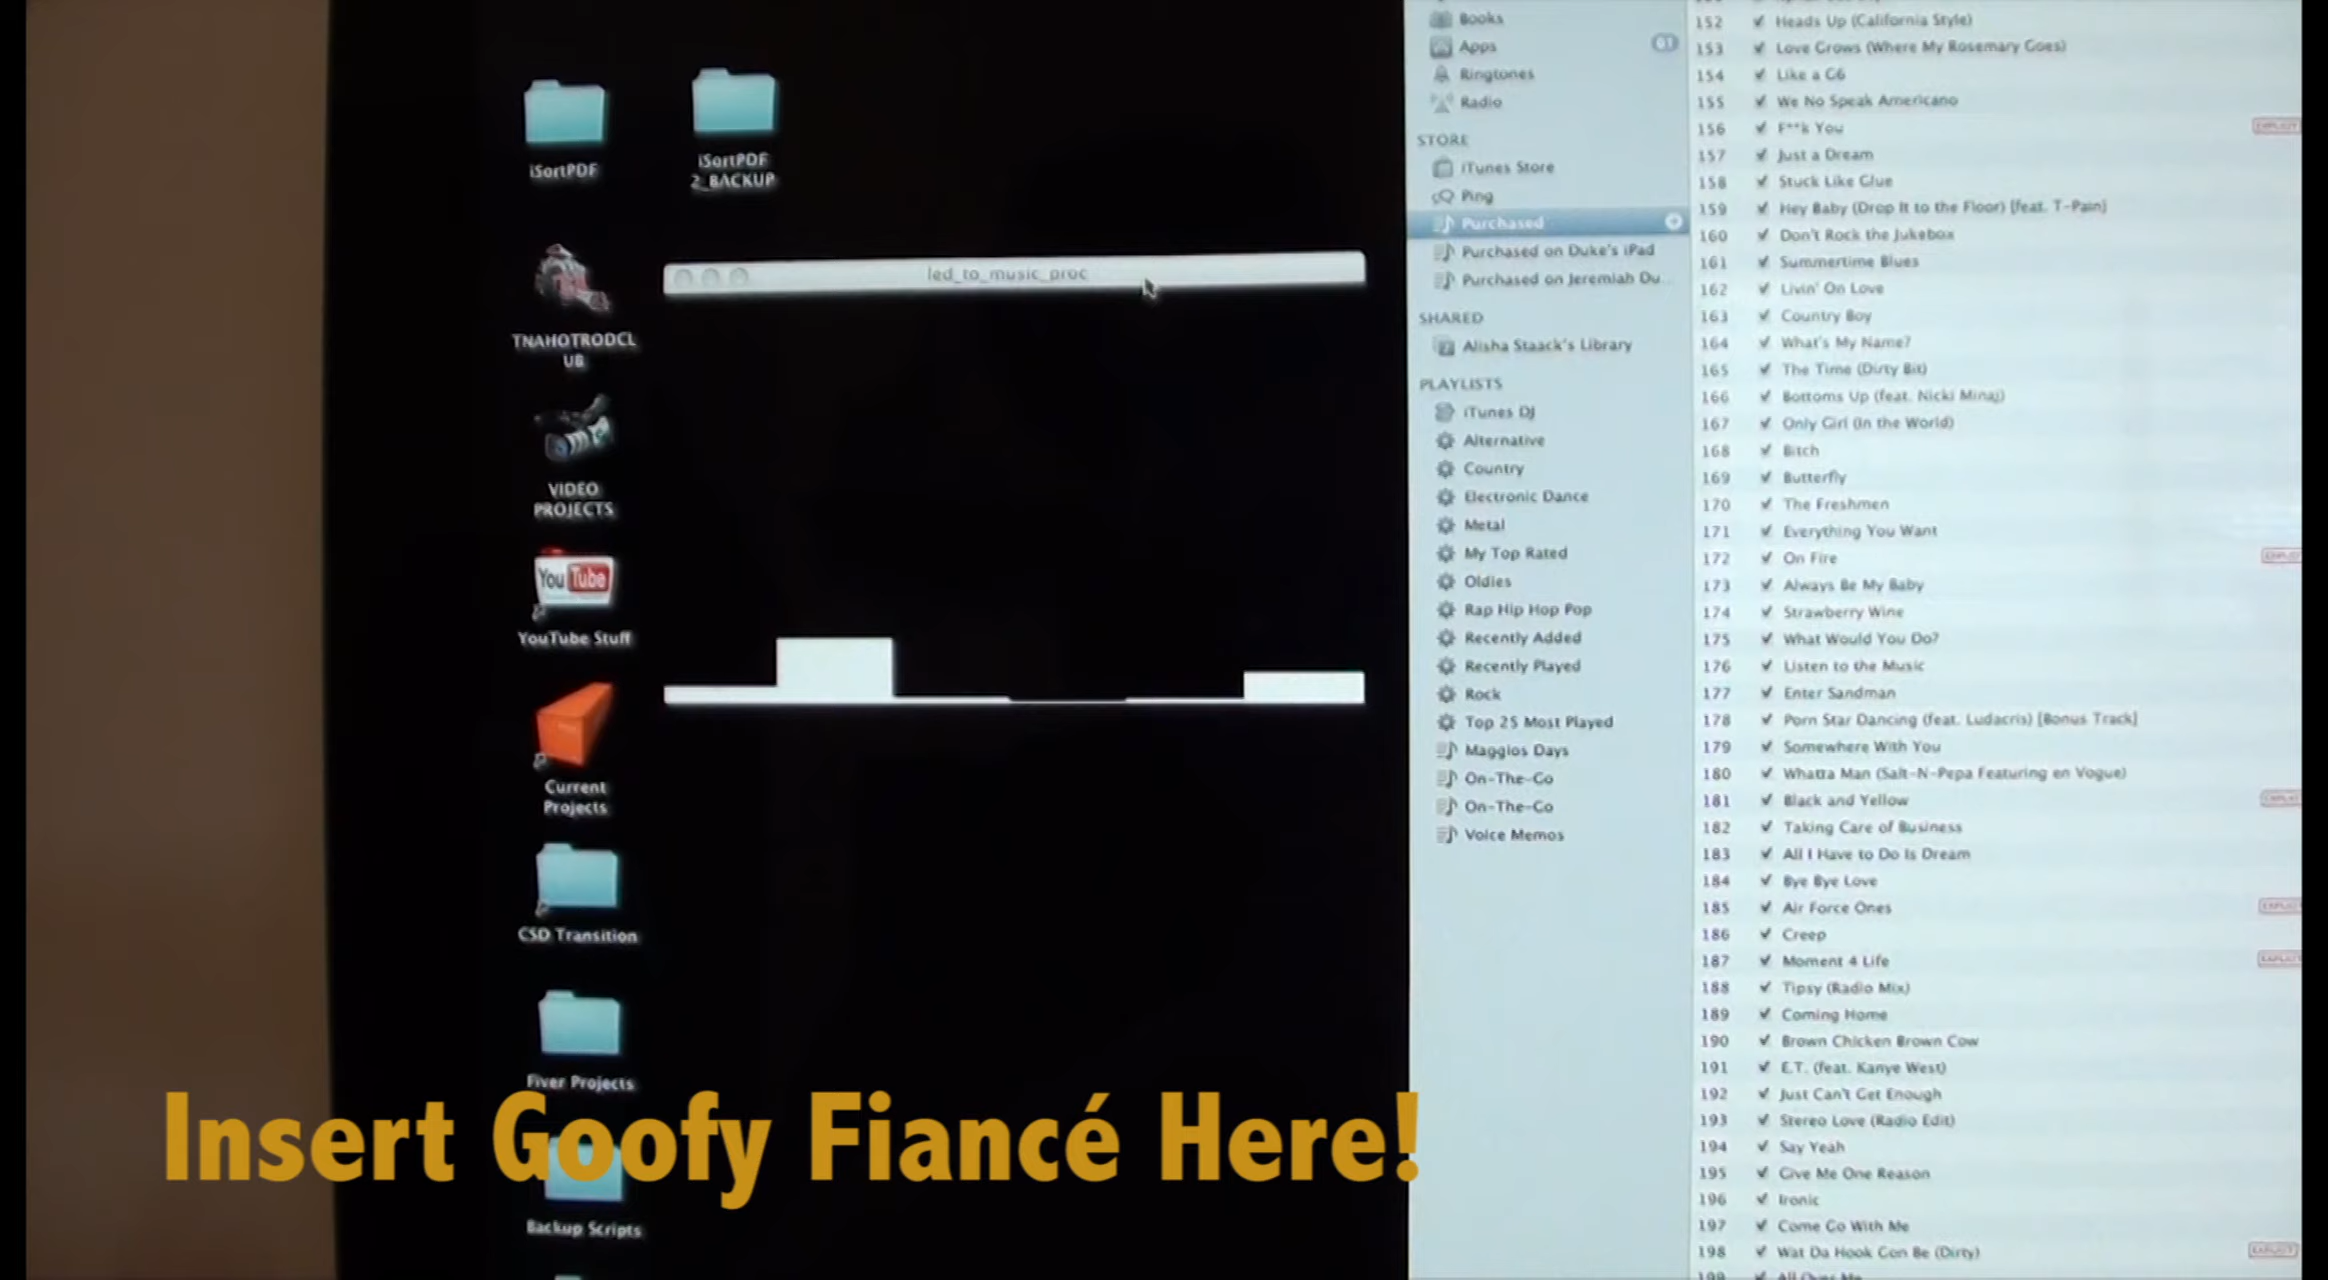 iSortPDF
iSortPDF
2_BACKUP
TNAHOTRODCL
UB
VIDEO
PROJECTS
You Tube
YouTube Stuff
Current
Projects
CSD Transition
Fiver Projects
Backup Scripts
led_to_music_proc
Insert Goofy Fiancé Here!
Books
Apps
61
Ringtones
Radio
STORE
iTunes Store
Ping
Purchased
Purchased on Duke's iPad
Purchased on Jeremiah Du...
SHARED
Alisha Staack's Library
PLAYLISTS
iTunes DJ
Alternative
Country
Electronic Dance
Metal
My Top Rated
Oldies
Rap Hip Hop Pop
Recently Added
Recently Played
Rock
Top 25 Most Played
Maggios Days
On-The-Go
On-The-Go
Voice Memos
152 Heads Up (California Style)
153 Love Grows (Where My Rosemary Goes)
154 Like a G6
155 We No Speak Americano
156 F**k You EXPLICIT
157 Just a Dream
158 Stuck Like Glue
159 Hey Baby (Drop It to the Floor) [feat. T-Pain]
160 Don't Rock the Jukebox
161 Summertime Blues
162 Livin' On Love
163 Country Boy
164 What's My Name?
165 The Time (Dirty Bit)
166 Bottoms Up (feat. Nicki Minaj)
167 Only Girl (In the World)
168 Bitch
169 Butterfly
170 The Freshmen
171 Everything You Want
172 On Fire
173 Always Be My Baby
174 Strawberry Wine
175 What Would You Do?
176 Listen to the Music
177 Enter Sandman
178 Porn Star Dancing (feat. Ludacris) [Bonus Track]
179 Somewhere With You
180 Whatta Man (Salt-N-Pepa Featuring en Vogue)
181 Black and Yellow
182 Taking Care of Business
183 All I Have to Do Is Dream
184 Bye Bye Love
185 Air Force Ones
186 Creep
187 Moment 4 Life
188 Tipsy (Radio Mix)
189 Coming Home
190 Brown Chicken Brown Cow
191 E.T. (feat. Kanye West)
192 Just Can't Get Enough
193 Stereo Love (Radio Edit)
194 Say Yeah
195 Give Me One Reason
196 Ironic
197 Come Go With Me
198 Wat Da Hook Gon Be (Dirty) EXPLICIT
199 All Over Me